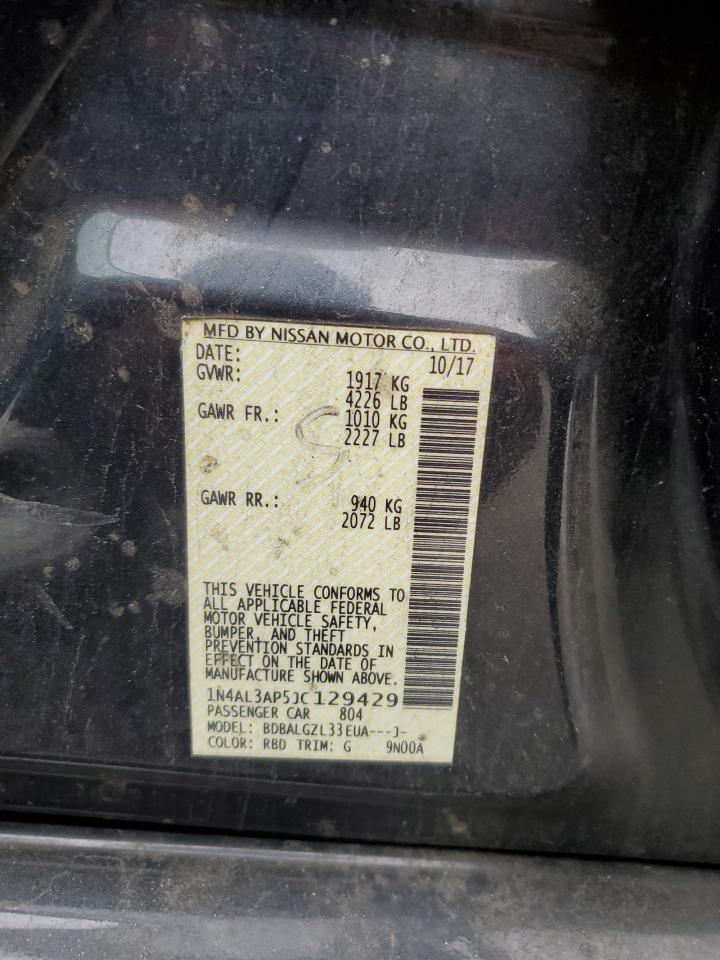 MFD BY NISSAN MOTOR CO., LTD.
DATE: 10/17
GVWR: 1917 KG
4226 LB
GAWR FR.: 1010 KG
2227 LB
GAWR RR.: 940 KG
2072 LB
THIS VEHICLE CONFORMS TO
ALL APPLICABLE FEDERAL
MOTOR VEHICLE SAFETY,
BUMPER, AND THEFT
PREVENTION STANDARDS IN
EFFECT ON THE DATE OF
MANUFACTURE SHOWN ABOVE.
1N4AL3AP5JC129429
PASSENGER CAR 804
MODEL: BDBALGZL33EUA---J-
COLOR: RBD TRIM: G 9N00A